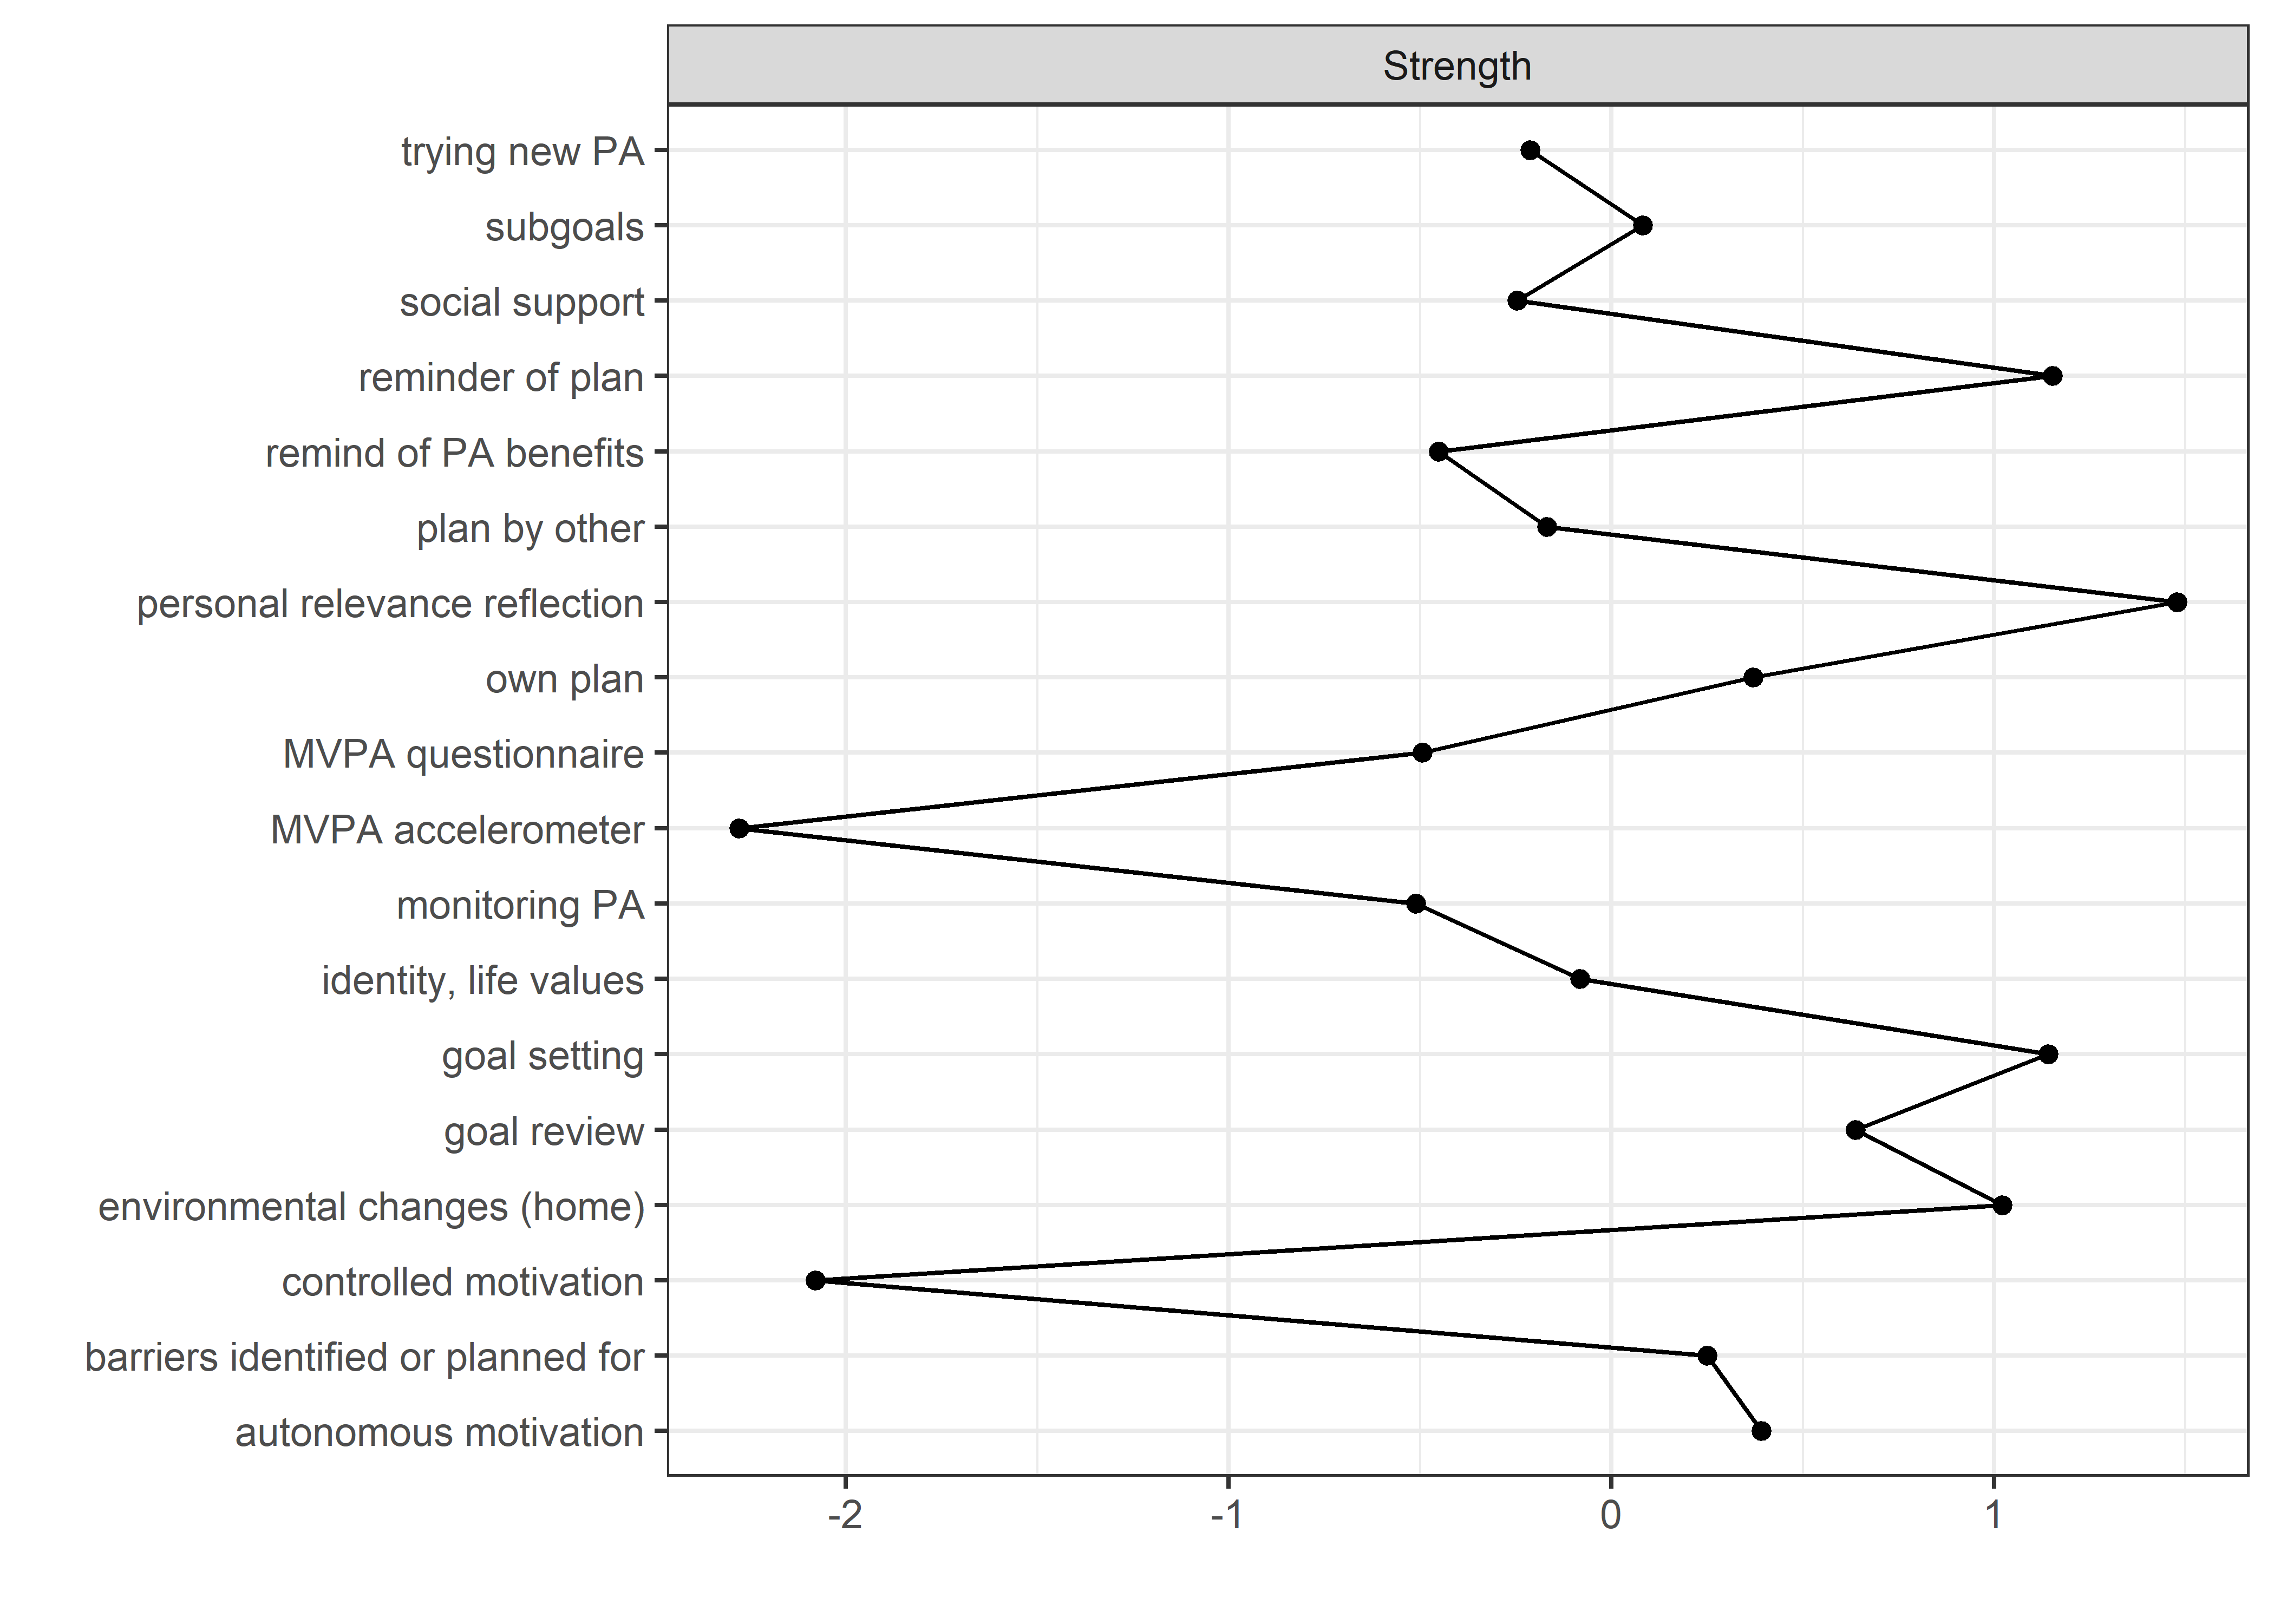 Strength
trying new PA
subgoals
social support
reminder of plan
remind of PA benefits
plan by other
personal relevance reflection
own plan
MVPA questionnaire
MVPA accelerometer
monitoring PA
identity, life values
goal setting
goal review
environmental changes (home)
controlled motivation
barriers identified or planned for
autonomous motivation
-2 -1 0 1